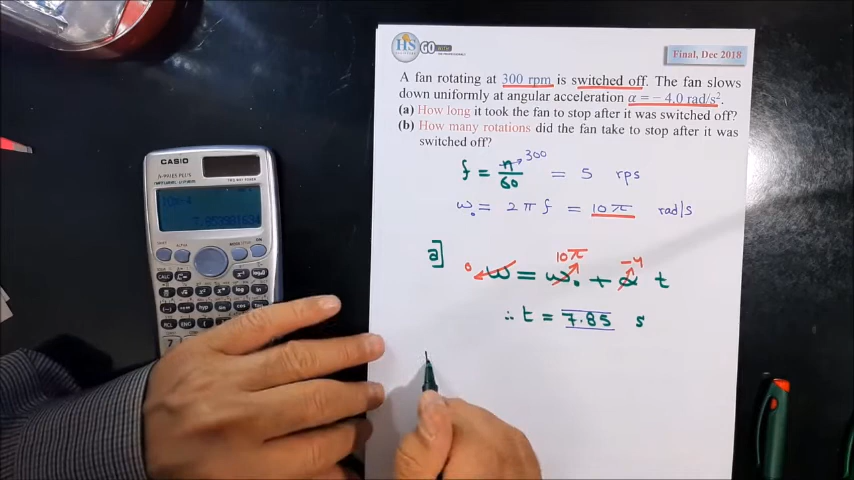 HS
GO
Final, Dec 2018
A fan rotating at 300 rpm is switched off. The fan slows
down uniformly at angular acceleration α = − 4.0 rad/s².
(a) How long it took the fan to stop after it was switched off?
(b) How many rotations did the fan take to stop after it was
switched off?
f = n/60 300 = 5 rps
ω₀ = 2πf = 10π rad/s
a] 0 ω = ω₀ 10π + α −4 t
∴ t = 7.85 s
CASIO
7.853981634